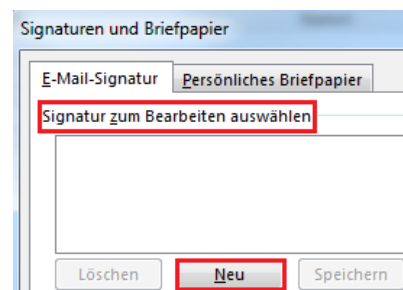 Signaturen und Briefpapier
E-Mail-Signatur Persönliches Briefpapier
Signatur zum Bearbeiten auswählen
Löschen Neu Speichern